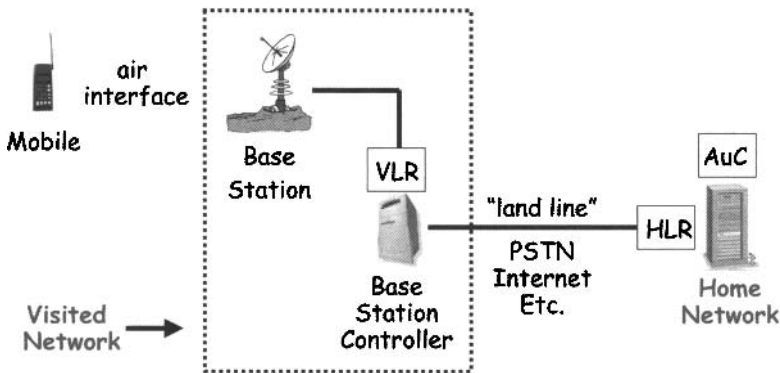 air
interface
Mobile
Base
Station
VLR
Base
Station
Controller
"land line"
PSTN
Internet
Etc.
AuC
HLR
Home
Network
Visited
Network